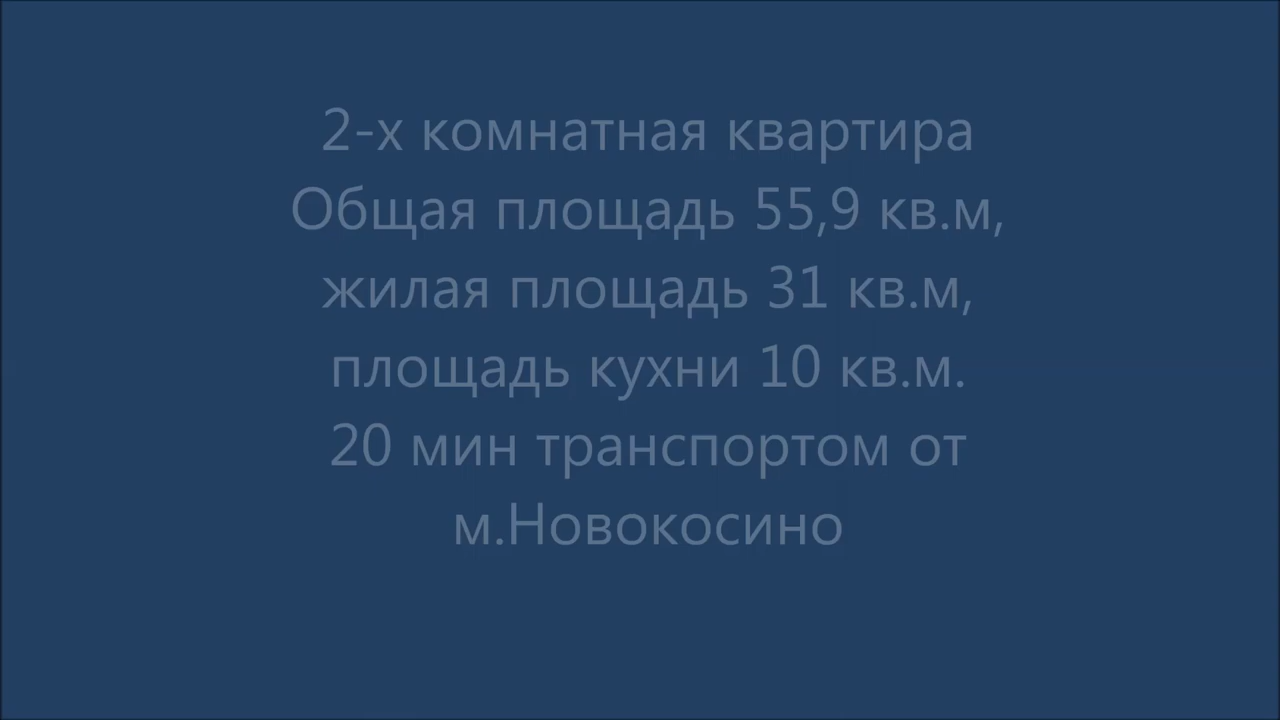 2-х комнатная квартира
Общая площадь 55,9 кв.м,
жилая площадь 31 кв.м,
площадь кухни 10 кв.м.
20 мин транспортом от
м.Новокосино